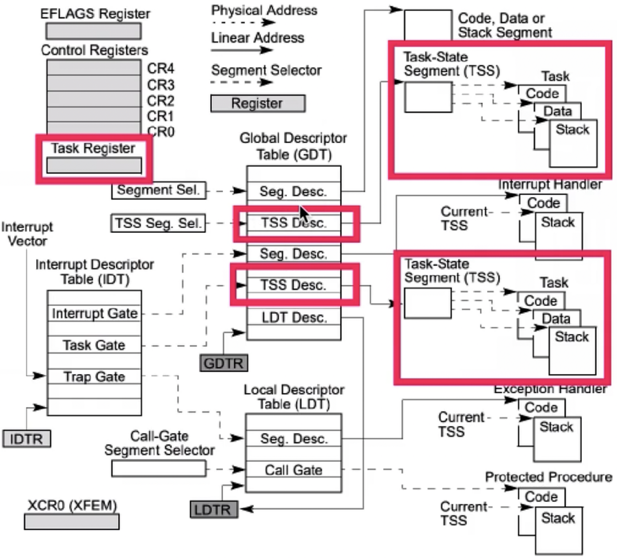 EFLAGS Register
Control Registers
CR4
CR3
CR2
CR1
CR0
Task Register
Physical Address
Linear Address
Segment Selector
Register
Global Descriptor
Table (GDT)
Segment Sel.
Seg. Desc.
TSS Seg. Sel.
TSS Desc.
Seg. Desc.
TSS Desc.
LDT Desc.
GDTR
Interrupt
Vector
Interrupt Descriptor
Table (IDT)
Interrupt Gate
Task Gate
Trap Gate
IDTR
Call-Gate
Segment Selector
XCR0 (XFEM)
Local Descriptor
Table (LDT)
Seg. Desc.
Call Gate
LDTR
Code, Data or
Stack Segment
Task-State
Segment (TSS)
Task
Code
Data
Stack
Interrupt Handler
Code
Current
TSS
Stack
Task-State
Segment (TSS)
Task
Code
Data
Stack
Exception Handler
Code
Current
TSS
Stack
Protected Procedure
Code
Current
TSS
Stack